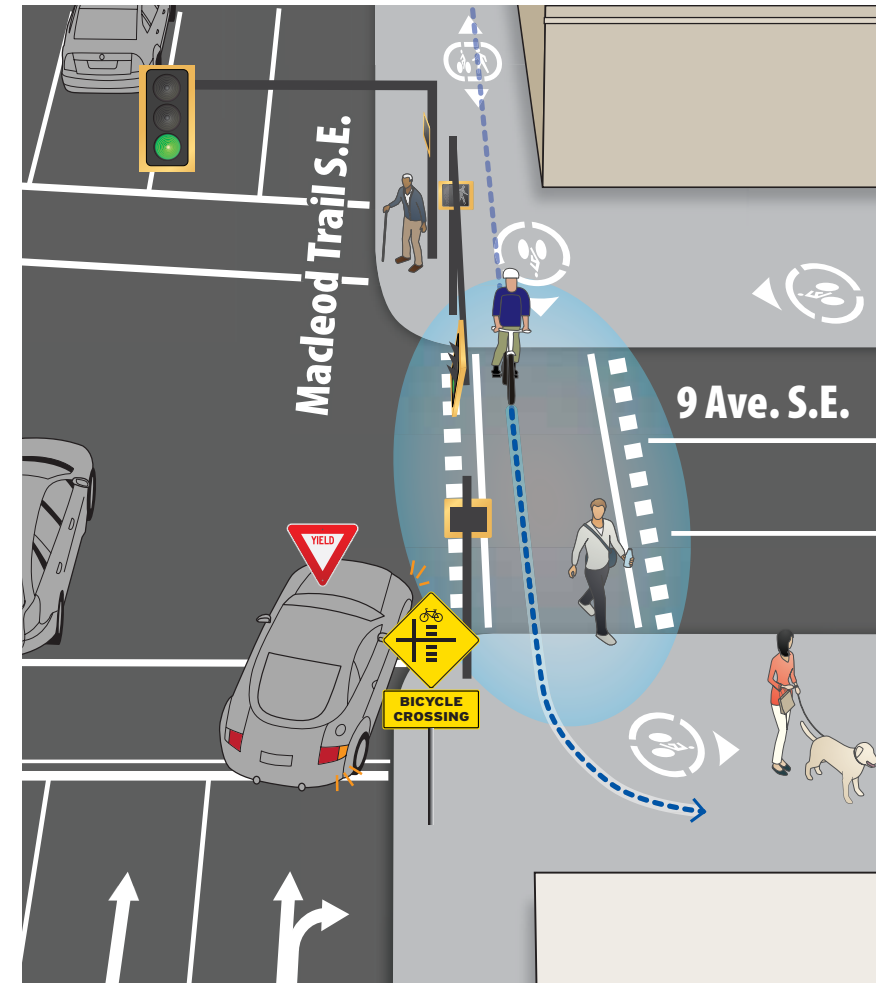 Macleod Trail S.E.
9 Ave. S.E.
YIELD
BICYCLE
CROSSING